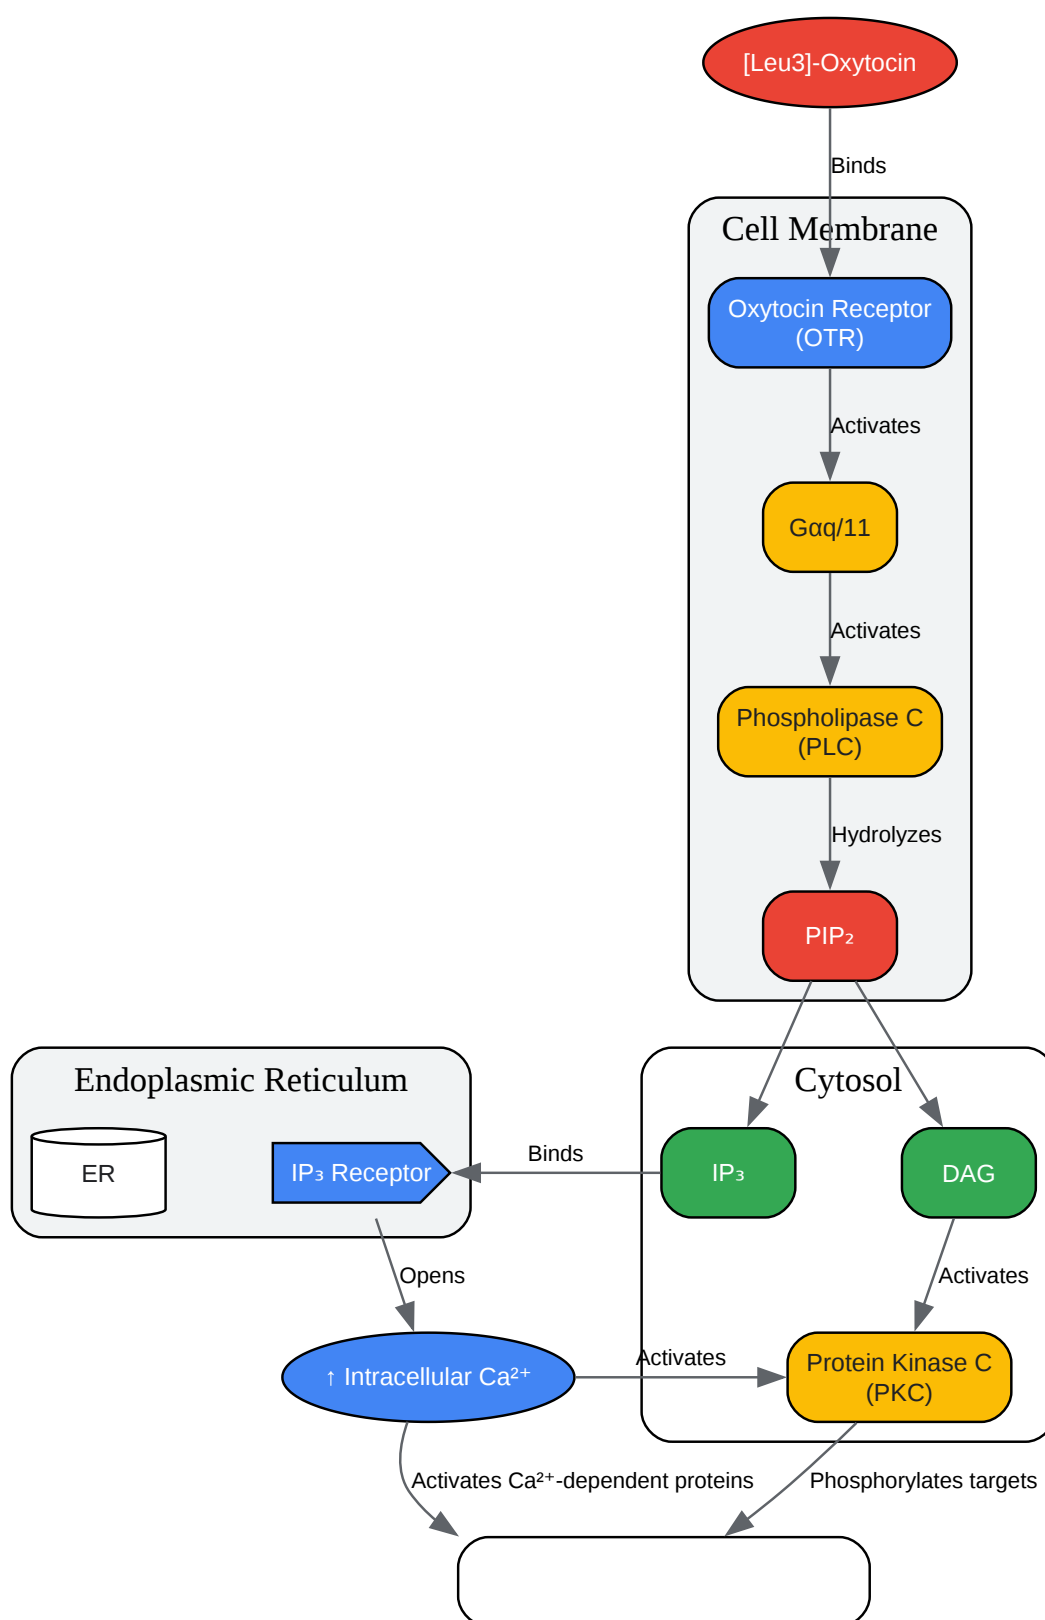 [Leu3]-Oxytocin
Binds
Cell Membrane
Oxytocin Receptor
(OTR)
Activates
Gαq/11
Activates
Phospholipase C
(PLC)
Hydrolyzes
PIP₂
Endoplasmic Reticulum
Cytosol
ER
IP₃ Receptor
Binds
IP₃
DAG
Opens
Activates
↑ Intracellular Ca²⁺
Activates
Protein Kinase C
(PKC)
Activates Ca²⁺-dependent proteins
Phosphorylates targets